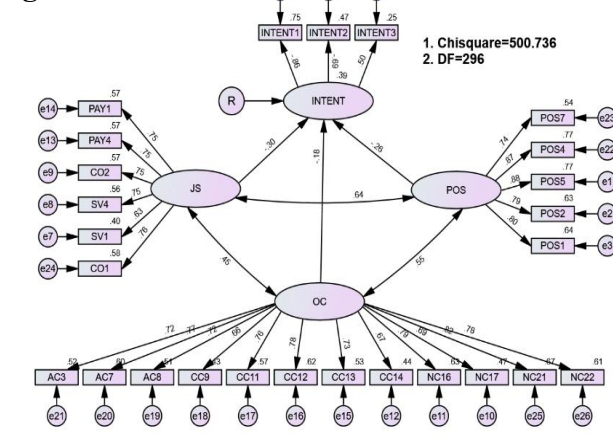 .75 .47 .25
INTENT1 INTENT2 INTENT3
1. Chisquare=500.736
2. DF=296
-.86 .69 .50
.39
R INTENT
.57
e14 PAY1
.57
e13 PAY4
.57
e9 CO2
.56
e8 SV4
.40
e7 SV1
.58
e24 CO1
.75
.75
.75
.75
.63
.76
JS
-.30
-.18
-.26
.64
POS
.74
.87
.88
.79
.80
.54
POS7 e23
.77
POS4 e22
.77
POS5
.63
POS2
.64
POS1
.45
.55
OC
.72 .77 .72 .66 .76 .78 .73 .67 .79 .69 .82 .78
.52 .60 .51 .43 .57 .62 .53 .44 .63 .47 .67 .61
AC3 AC7 AC8 CC9 CC11 CC12 CC13 CC14 NC16 NC17 NC21 NC22
e21 e20 e19 e18 e17 e16 e15 e12 e11 e10 e25 e26